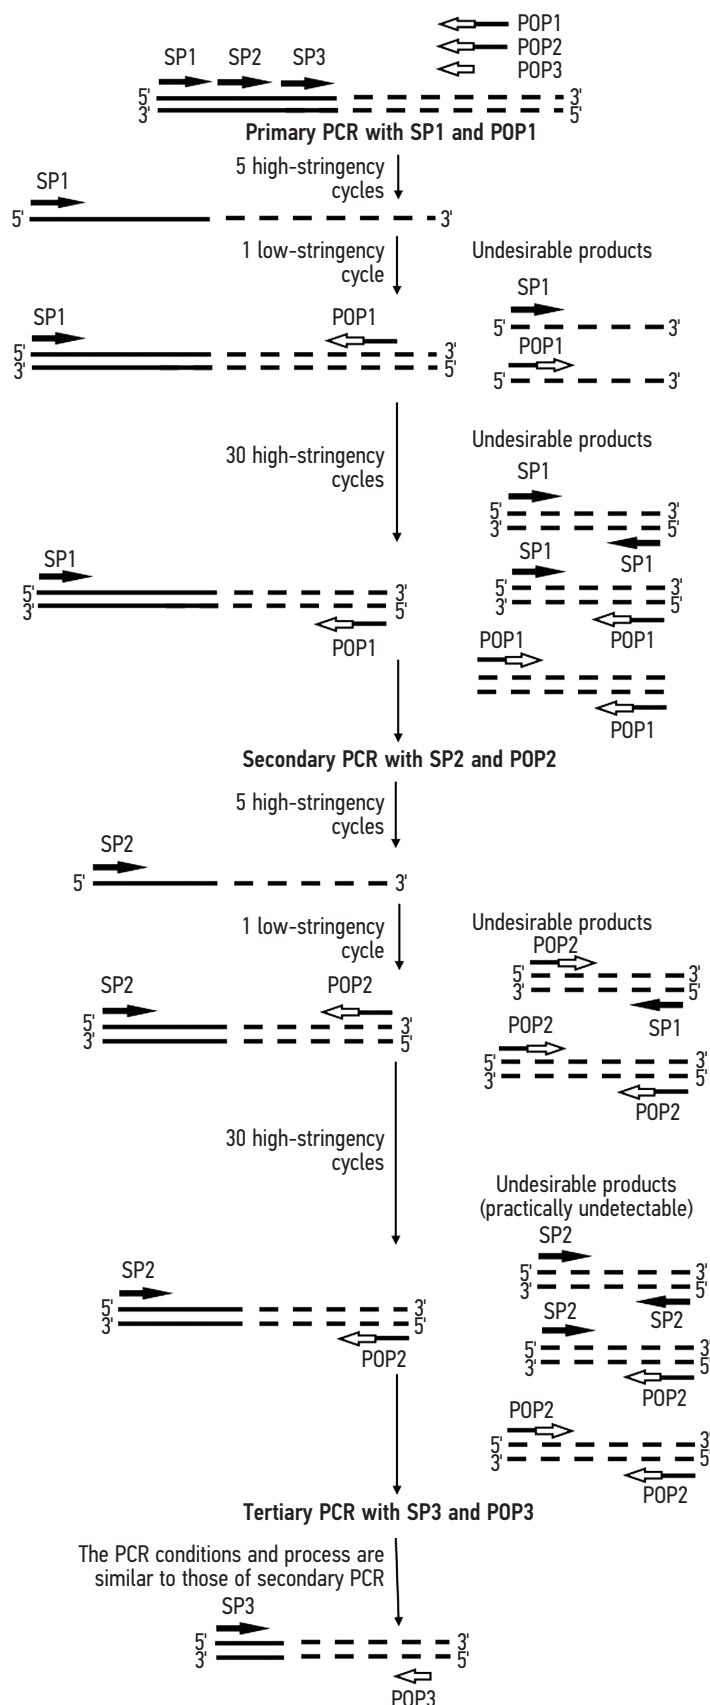 POP1
SP1 SP2 SP3 POP2
POP3
5' 3'
3' 5'
Primary PCR with SP1 and POP1
5 high-stringency
cycles
SP1
5' 3'
1 low-stringency
cycle
Undesirable products
SP1
5' 3'
POP1
5' 3'
SP1 POP1
5' 3'
3' 5'
30 high-stringency
cycles
Undesirable products
SP1
5' 3'
3' 5'
SP1
SP1
5' 3'
3' 5'
POP1
POP1
POP1
SP1
5' 3'
3' 5'
POP1
Secondary PCR with SP2 and POP2
5 high-stringency
cycles
SP2
5' 3'
1 low-stringency
cycle
Undesirable products
POP2
5' 3'
3' 5'
SP1
POP2
5' 3'
3' 5'
POP2
SP2 POP2
5' 3'
3' 5'
30 high-stringency
cycles
Undesirable products
(practically undetectable)
SP2
5' 3'
3' 5'
SP2
SP2
5' 3'
3' 5'
POP2
POP2
5' 3'
3' 5'
POP2
SP2
5' 3'
3' 5'
POP2
Tertiary PCR with SP3 and POP3
The PCR conditions and process are
similar to those of secondary PCR
SP3
5' 3'
3' 5'
POP3